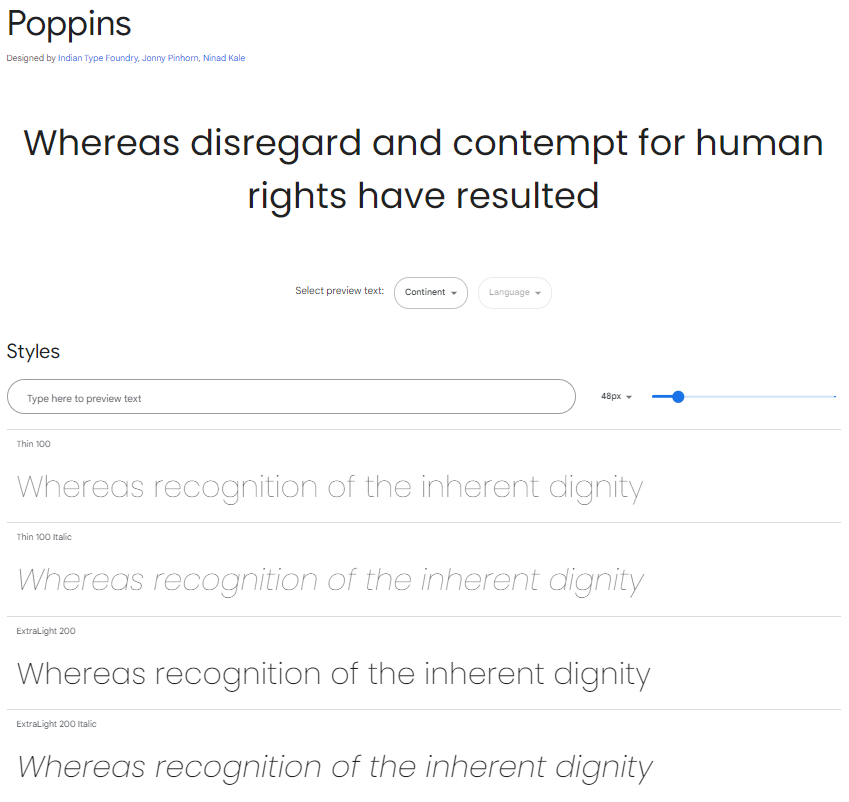 Poppins
Designed by Indian Type Foundry, Jonny Pinhorn, Ninad Kale
Whereas disregard and contempt for human
rights have resulted
Select preview text: Continent Language
Styles
Type here to preview text 48px
Thin 100
Whereas recognition of the inherent dignity
Thin 100 Italic
Whereas recognition of the inherent dignity
ExtraLight 200
Whereas recognition of the inherent dignity
ExtraLight 200 Italic
Whereas recognition of the inherent dignity